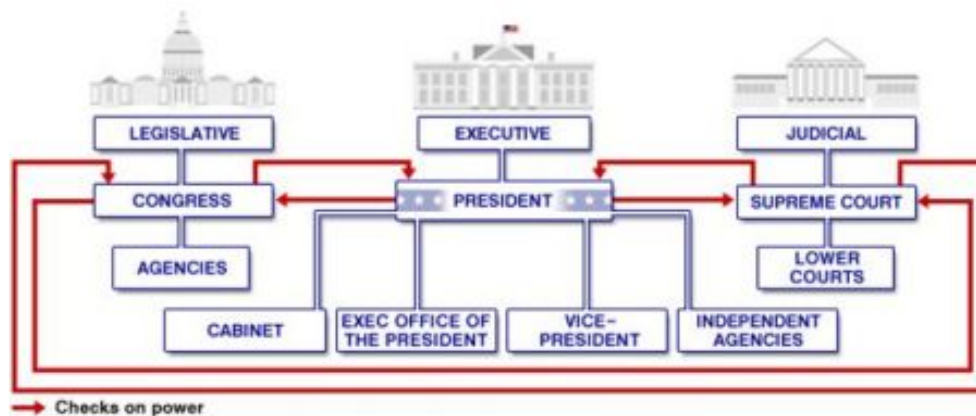 LEGISLATIVE
EXECUTIVE
JUDICIAL
CONGRESS
PRESIDENT
SUPREME COURT
AGENCIES
LOWER
COURTS
CABINET
EXEC OFFICE OF
THE PRESIDENT
VICE-
PRESIDENT
INDEPENDENT
AGENCIES
Checks on power